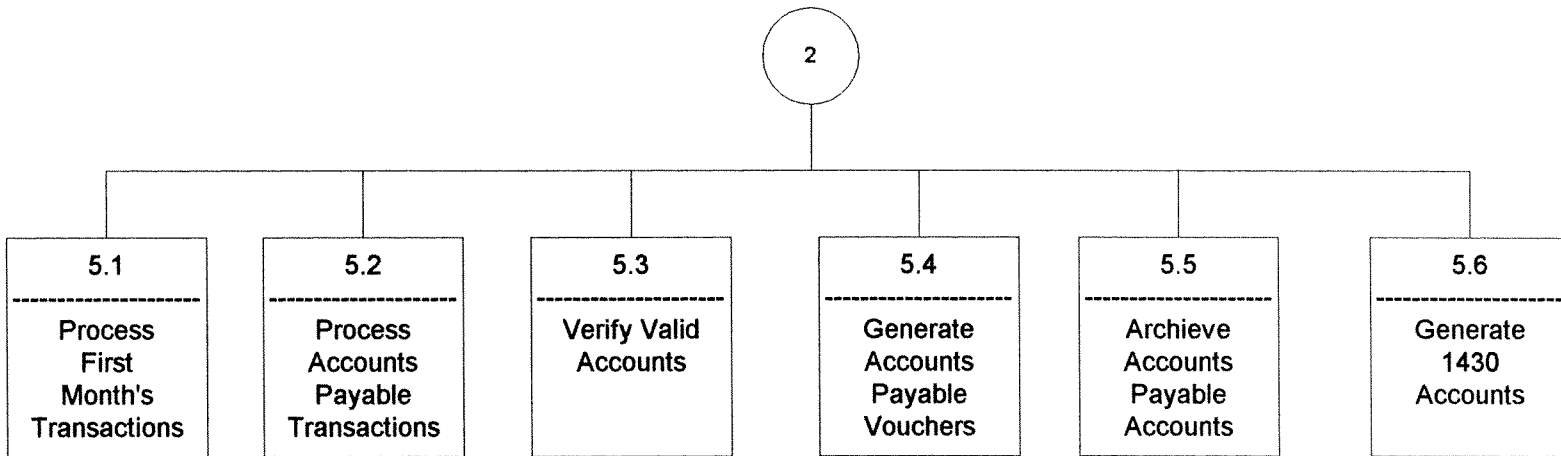 2
5.1
Process
First
Month's
Transactions
5.2
Process
Accounts
Payable
Transactions
5.3
Verify Valid
Accounts
5.4
Generate
Accounts
Payable
Vouchers
5.5
Archieve
Accounts
Payable
Accounts
5.6
Generate
1430
Accounts